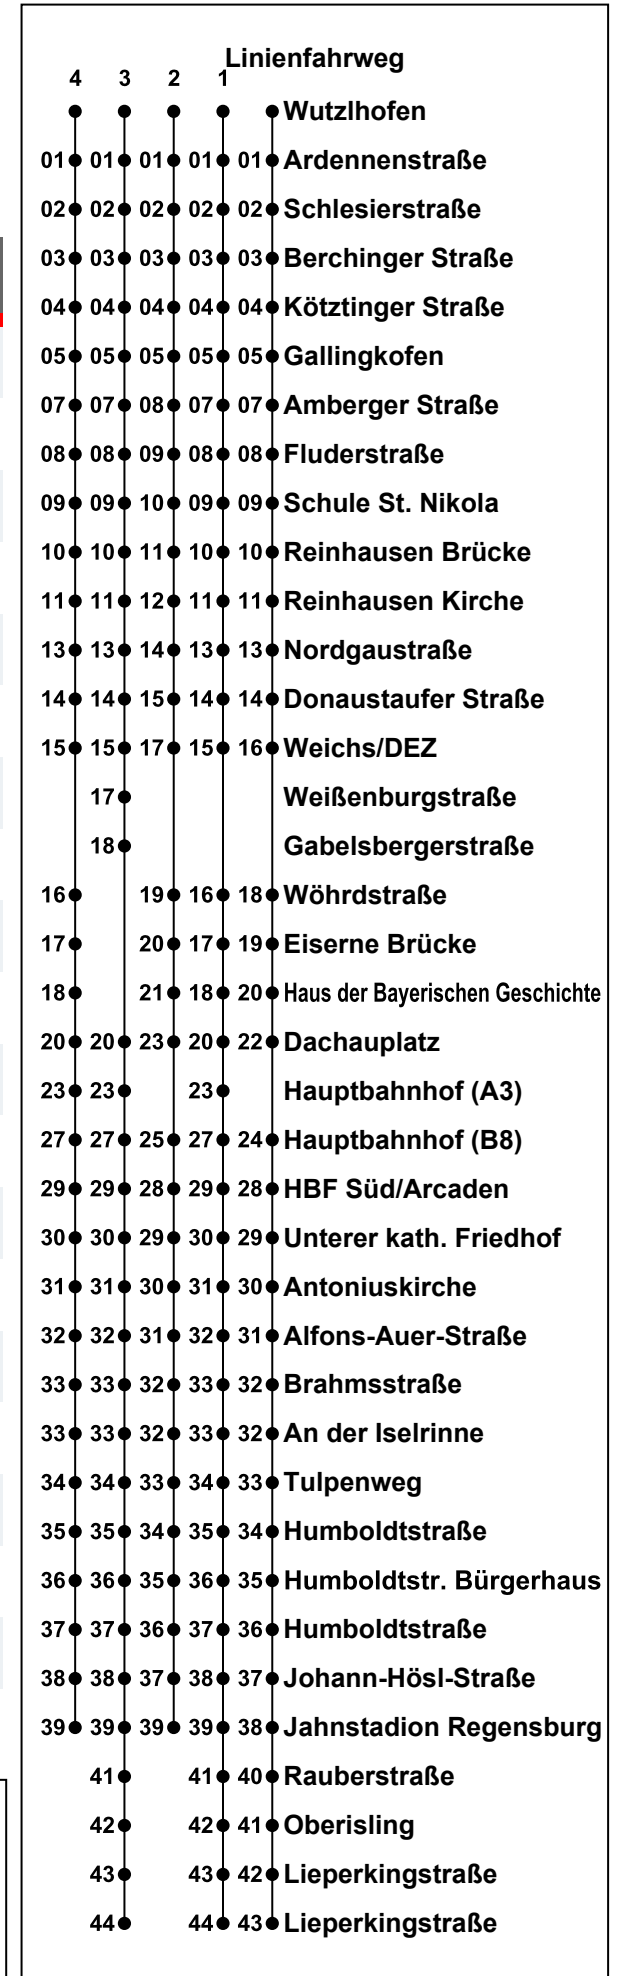 Linienfahrweg
4 3 2 1
Wutzlhofen
01 01 01 01 01 Ardennenstraße
02 02 02 02 02 Schlesierstraße
03 03 03 03 03 Berchinger Straße
04 04 04 04 04 Kötztinger Straße
05 05 05 05 05 Gallingkofen
07 07 08 07 07 Amberger Straße
08 08 09 08 08 Fluderstraße
09 09 10 09 09 Schule St. Nikola
10 10 11 10 10 Reinhausen Brücke
11 11 12 11 11 Reinhausen Kirche
13 13 14 13 13 Nordgaustraße
14 14 15 14 14 Donaustaufer Straße
15 15 17 15 16 Weichs/DEZ
17 Weißenburgstraße
18 Gabelsbergerstraße
16 19 16 18 Wöhrdstraße
17 20 17 19 Eiserne Brücke
18 21 18 20 Haus der Bayerischen Geschichte
20 20 23 20 22 Dachauplatz
23 23 23 Hauptbahnhof (A3)
27 27 25 27 24 Hauptbahnhof (B8)
29 29 28 29 28 HBF Süd/Arcaden
30 30 29 30 29 Unterer kath. Friedhof
31 31 30 31 30 Antoniuskirche
32 32 31 32 31 Alfons-Auer-Straße
33 33 32 33 32 Brahmsstraße
33 33 32 33 32 An der Iselrinne
34 34 33 34 33 Tulpenweg
35 35 34 35 34 Humboldtstraße
36 36 35 36 35 Humboldtstr. Bürgerhaus
37 37 36 37 36 Humboldtstraße
38 38 37 38 37 Johann-Hösl-Straße
39 39 39 39 38 Jahnstadion Regensburg
41 41 40 Rauberstraße
42 42 41 Oberisling
43 43 42 Lieperkingstraße
44 44 43 Lieperkingstraße